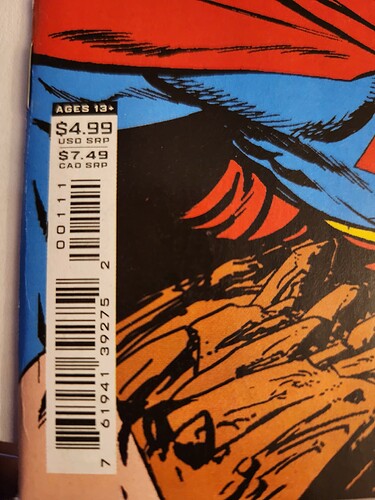 AGES 13+
$4.99
USD SRP
$7.49
CAD SRP
00111
7 61941 39275 2